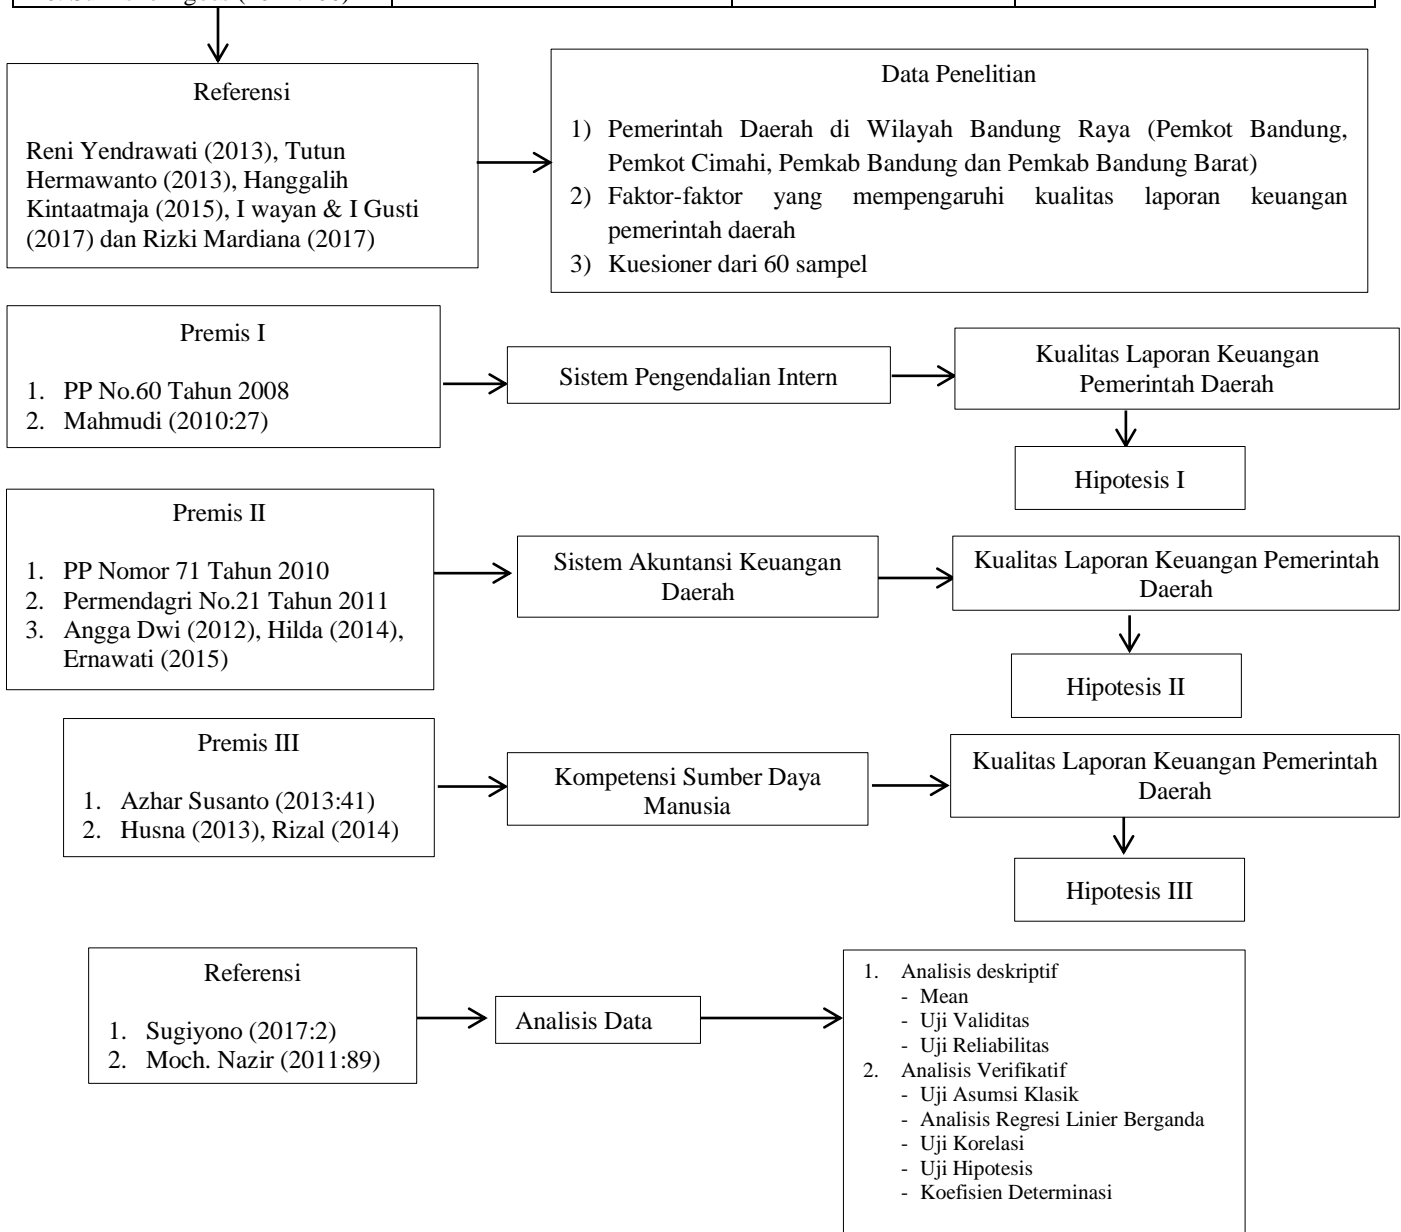 Referensi
Reni Yendrawati (2013), Tutun
Hermawanto (2013), Hanggalih
Kintaatmaja (2015), I wayan & I Gusti
(2017) dan Rizki Mardiana (2017)
Data Penelitian
1) Pemerintah Daerah di Wilayah Bandung Raya (Pemkot Bandung,
Pemkot Cimahi, Pemkab Bandung dan Pemkab Bandung Barat)
2) Faktor-faktor yang mempengaruhi kualitas laporan keuangan
pemerintah daerah
3) Kuesioner dari 60 sampel
Premis I
1. PP No.60 Tahun 2008
2. Mahmudi (2010:27)
Sistem Pengendalian Intern
Kualitas Laporan Keuangan
Pemerintah Daerah
Hipotesis I
Premis II
1. PP Nomor 71 Tahun 2010
2. Permendagri No.21 Tahun 2011
3. Angga Dwi (2012), Hilda (2014),
Ernawati (2015)
Sistem Akuntansi Keuangan
Daerah
Kualitas Laporan Keuangan Pemerintah
Daerah
Hipotesis II
Premis III
1. Azhar Susanto (2013:41)
2. Husna (2013), Rizal (2014)
Kompetensi Sumber Daya
Manusia
Kualitas Laporan Keuangan Pemerintah
Daerah
Hipotesis III
Referensi
1. Sugiyono (2017:2)
2. Moch. Nazir (2011:89)
Analisis Data
1. Analisis deskriptif
- Mean
- Uji Validitas
- Uji Reliabilitas
2. Analisis Verifikatif
- Uji Asumsi Klasik
- Analisis Regresi Linier Berganda
- Uji Korelasi
- Uji Hipotesis
- Koefisien Determinasi